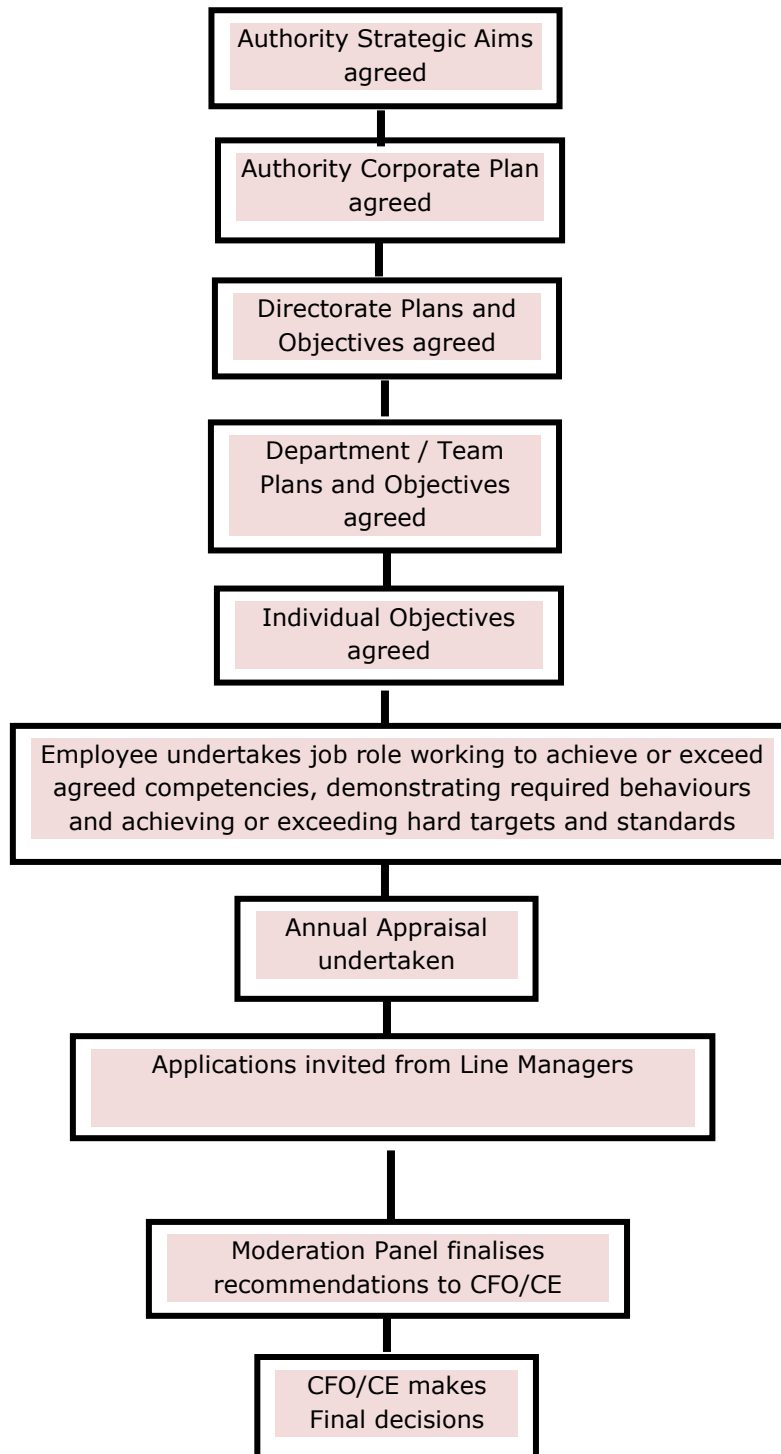 Authority Strategic Aims
agreed
Authority Corporate Plan
agreed
Directorate Plans and
Objectives agreed
Department / Team
Plans and Objectives
agreed
Individual Objectives
agreed
Employee undertakes job role working to achieve or exceed
agreed competencies, demonstrating required behaviours
and achieving or exceeding hard targets and standards
Annual Appraisal
undertaken
Applications invited from Line Managers
Moderation Panel finalises
recommendations to CFO/CE
CFO/CE makes
Final decisions